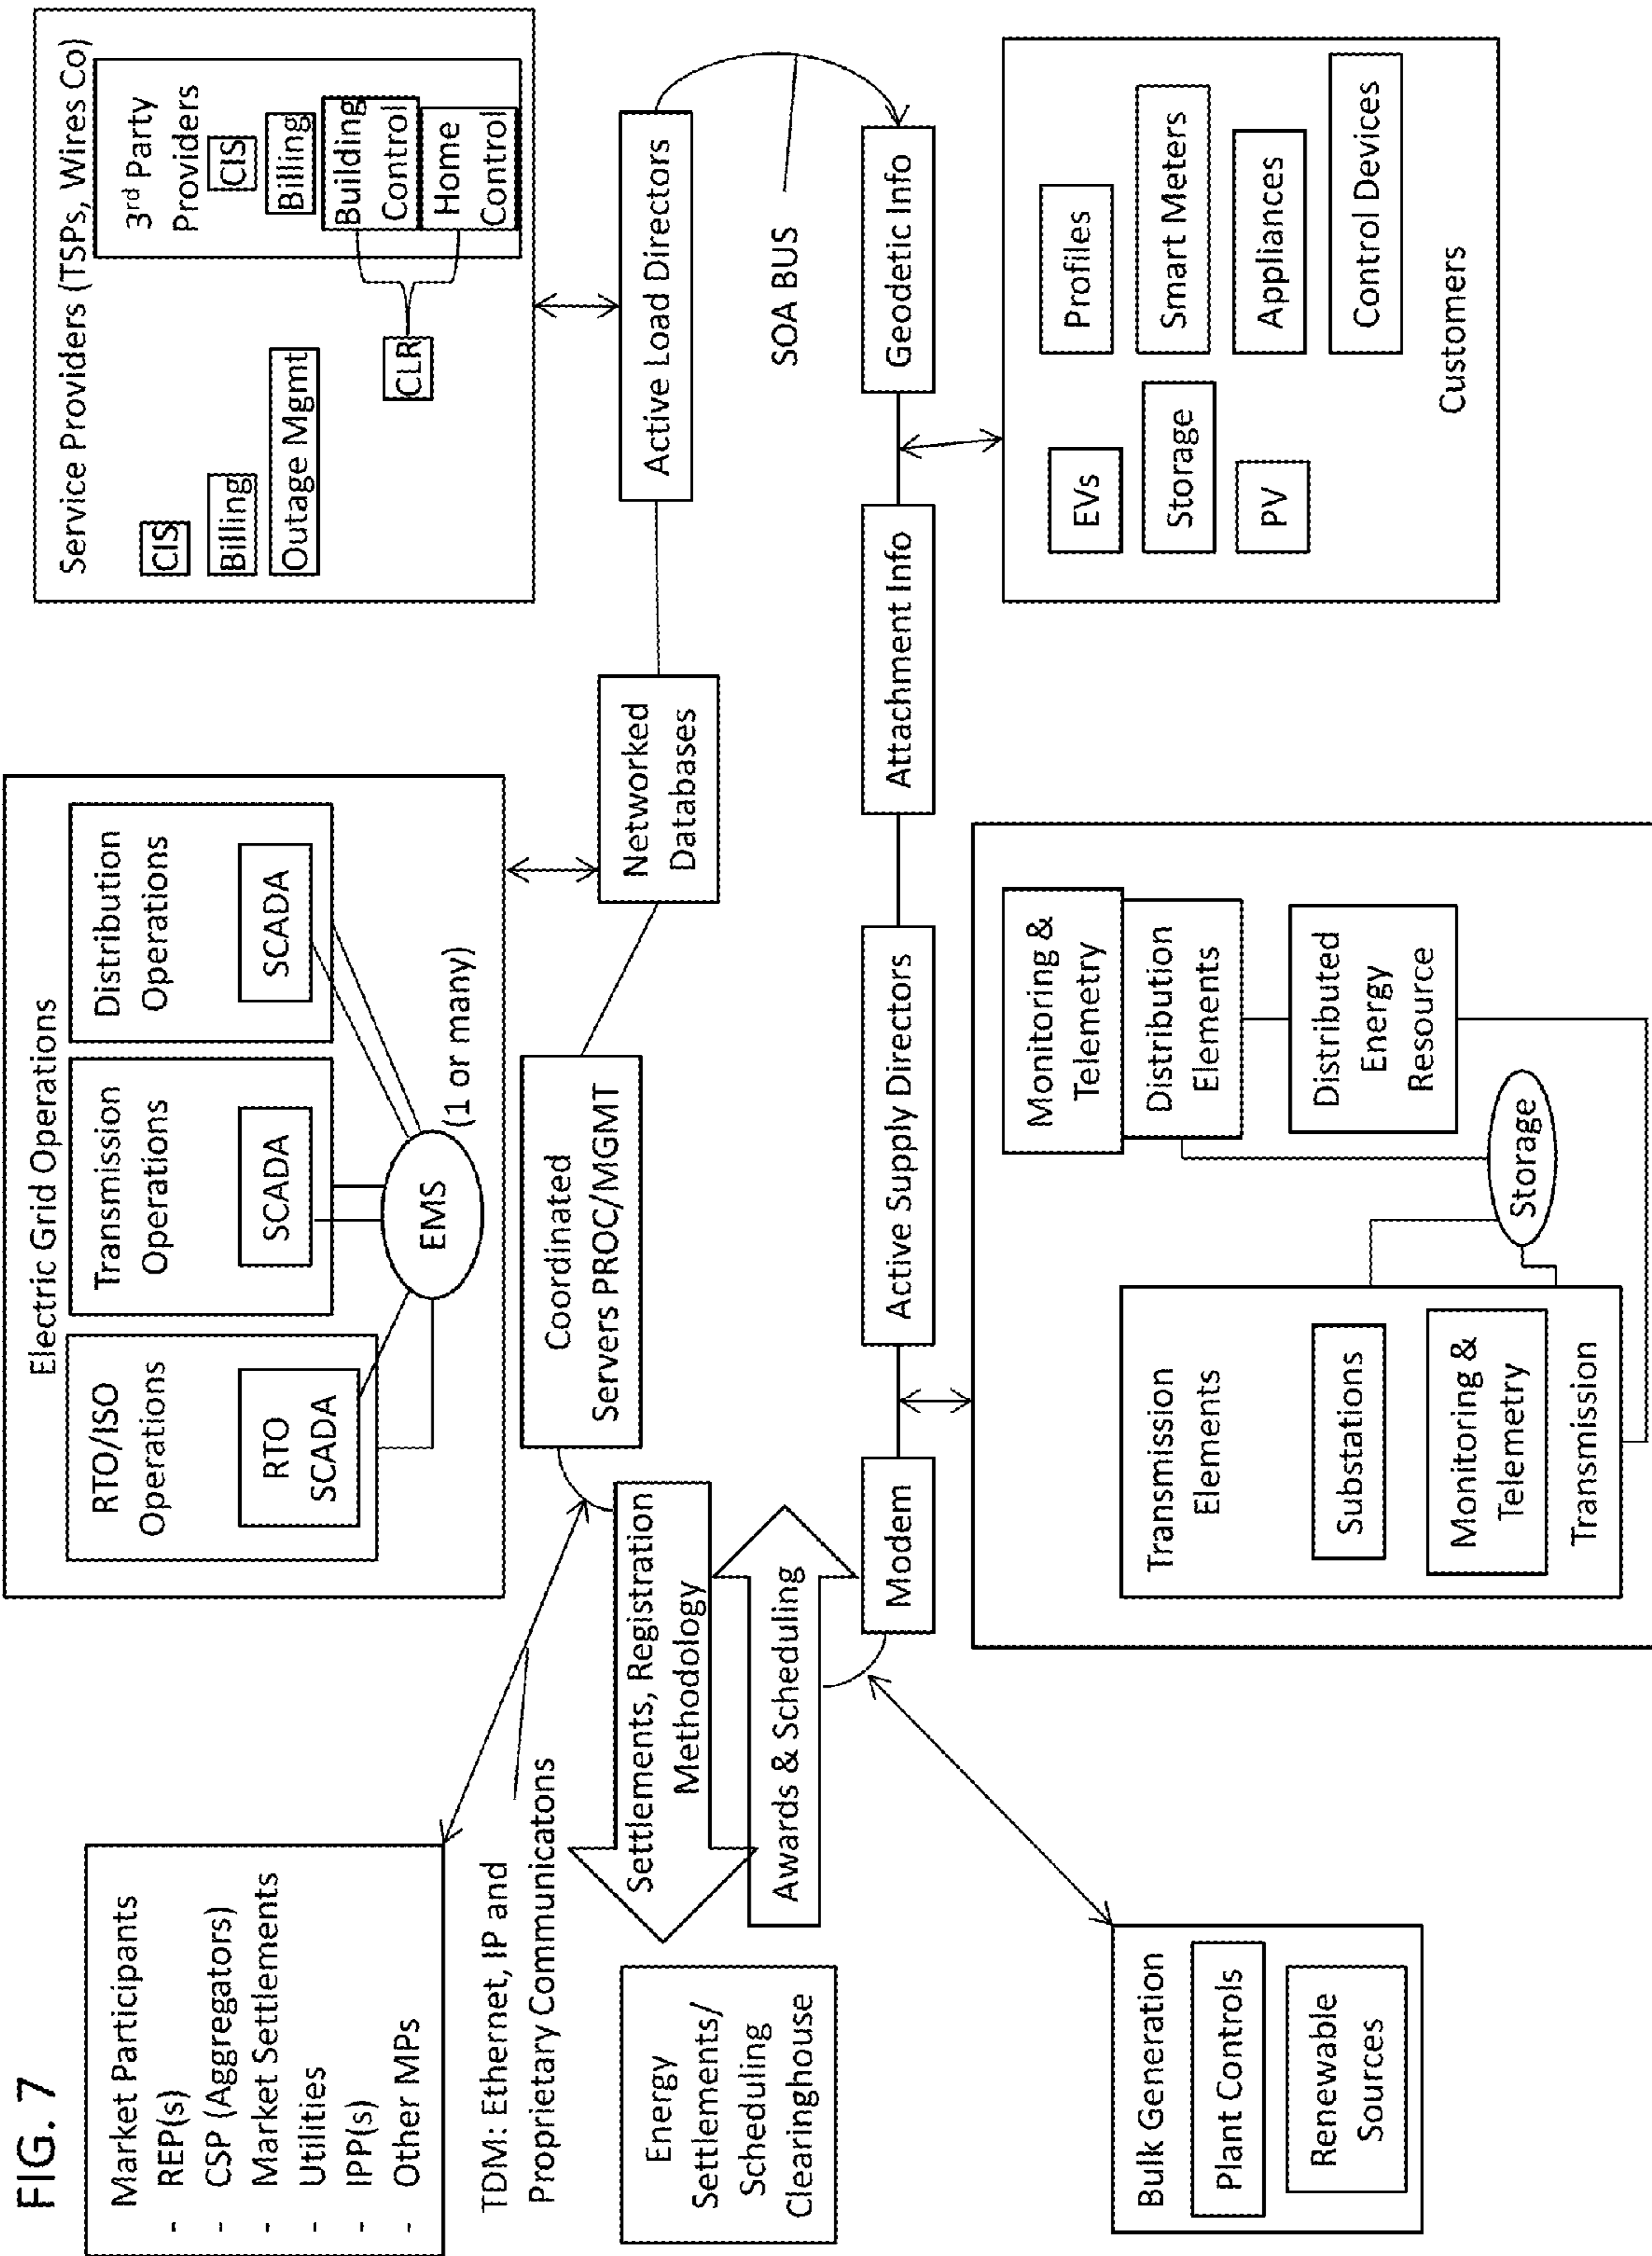 FIG. 7
Market Participants
- REP(s)
- CSP (Aggregators)
- Market Settlements
- Utilities
- IPP(s)
- Other MPs
TDM: Ethernet, IP and
Proprietary Communicatons
Energy
Settlements/
Scheduling
Clearinghouse
Settlements, Registration
Methodology
Awards & Scheduling
Bulk Generation
Plant Controls
Renewable
Sources
Electric Grid Operations
RTO/ISO
Operations
RTO
SCADA
Transmission
Operations
SCADA
Distribution
Operations
SCADA
EMS
(1 or many)
Coordinated
Servers PROC/MGMT
Networked
Databases
Active Load Directors
Service Providers (TSPs, Wires Co)
CIS
Billing
Outage Mgmt
3rd Party
Providers
CIS
Billing
Building
Control
Home
Control
CLR
SOA BUS
Modem
Active Supply Directors
Attachment Info
Geodetic Info
Transmission
Elements
Substations
Monitoring &
Telemetry
Transmission
Monitoring &
Telemetry
Distribution
Elements
Distributed
Energy
Resource
Storage
EVs
Storage
PV
Profiles
Smart Meters
Appliances
Control Devices
Customers